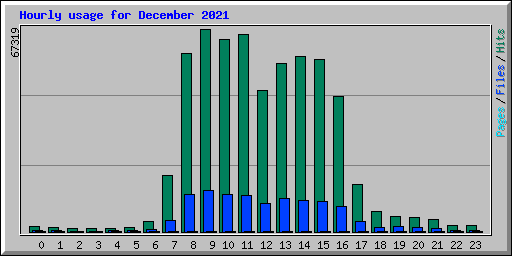 Hourly usage for December 2021
67319
Pages/Files/Hits
0 1 2 3 4 5 6 7 8 9 10 11 12 13 14 15 16 17 18 19 20 21 22 23